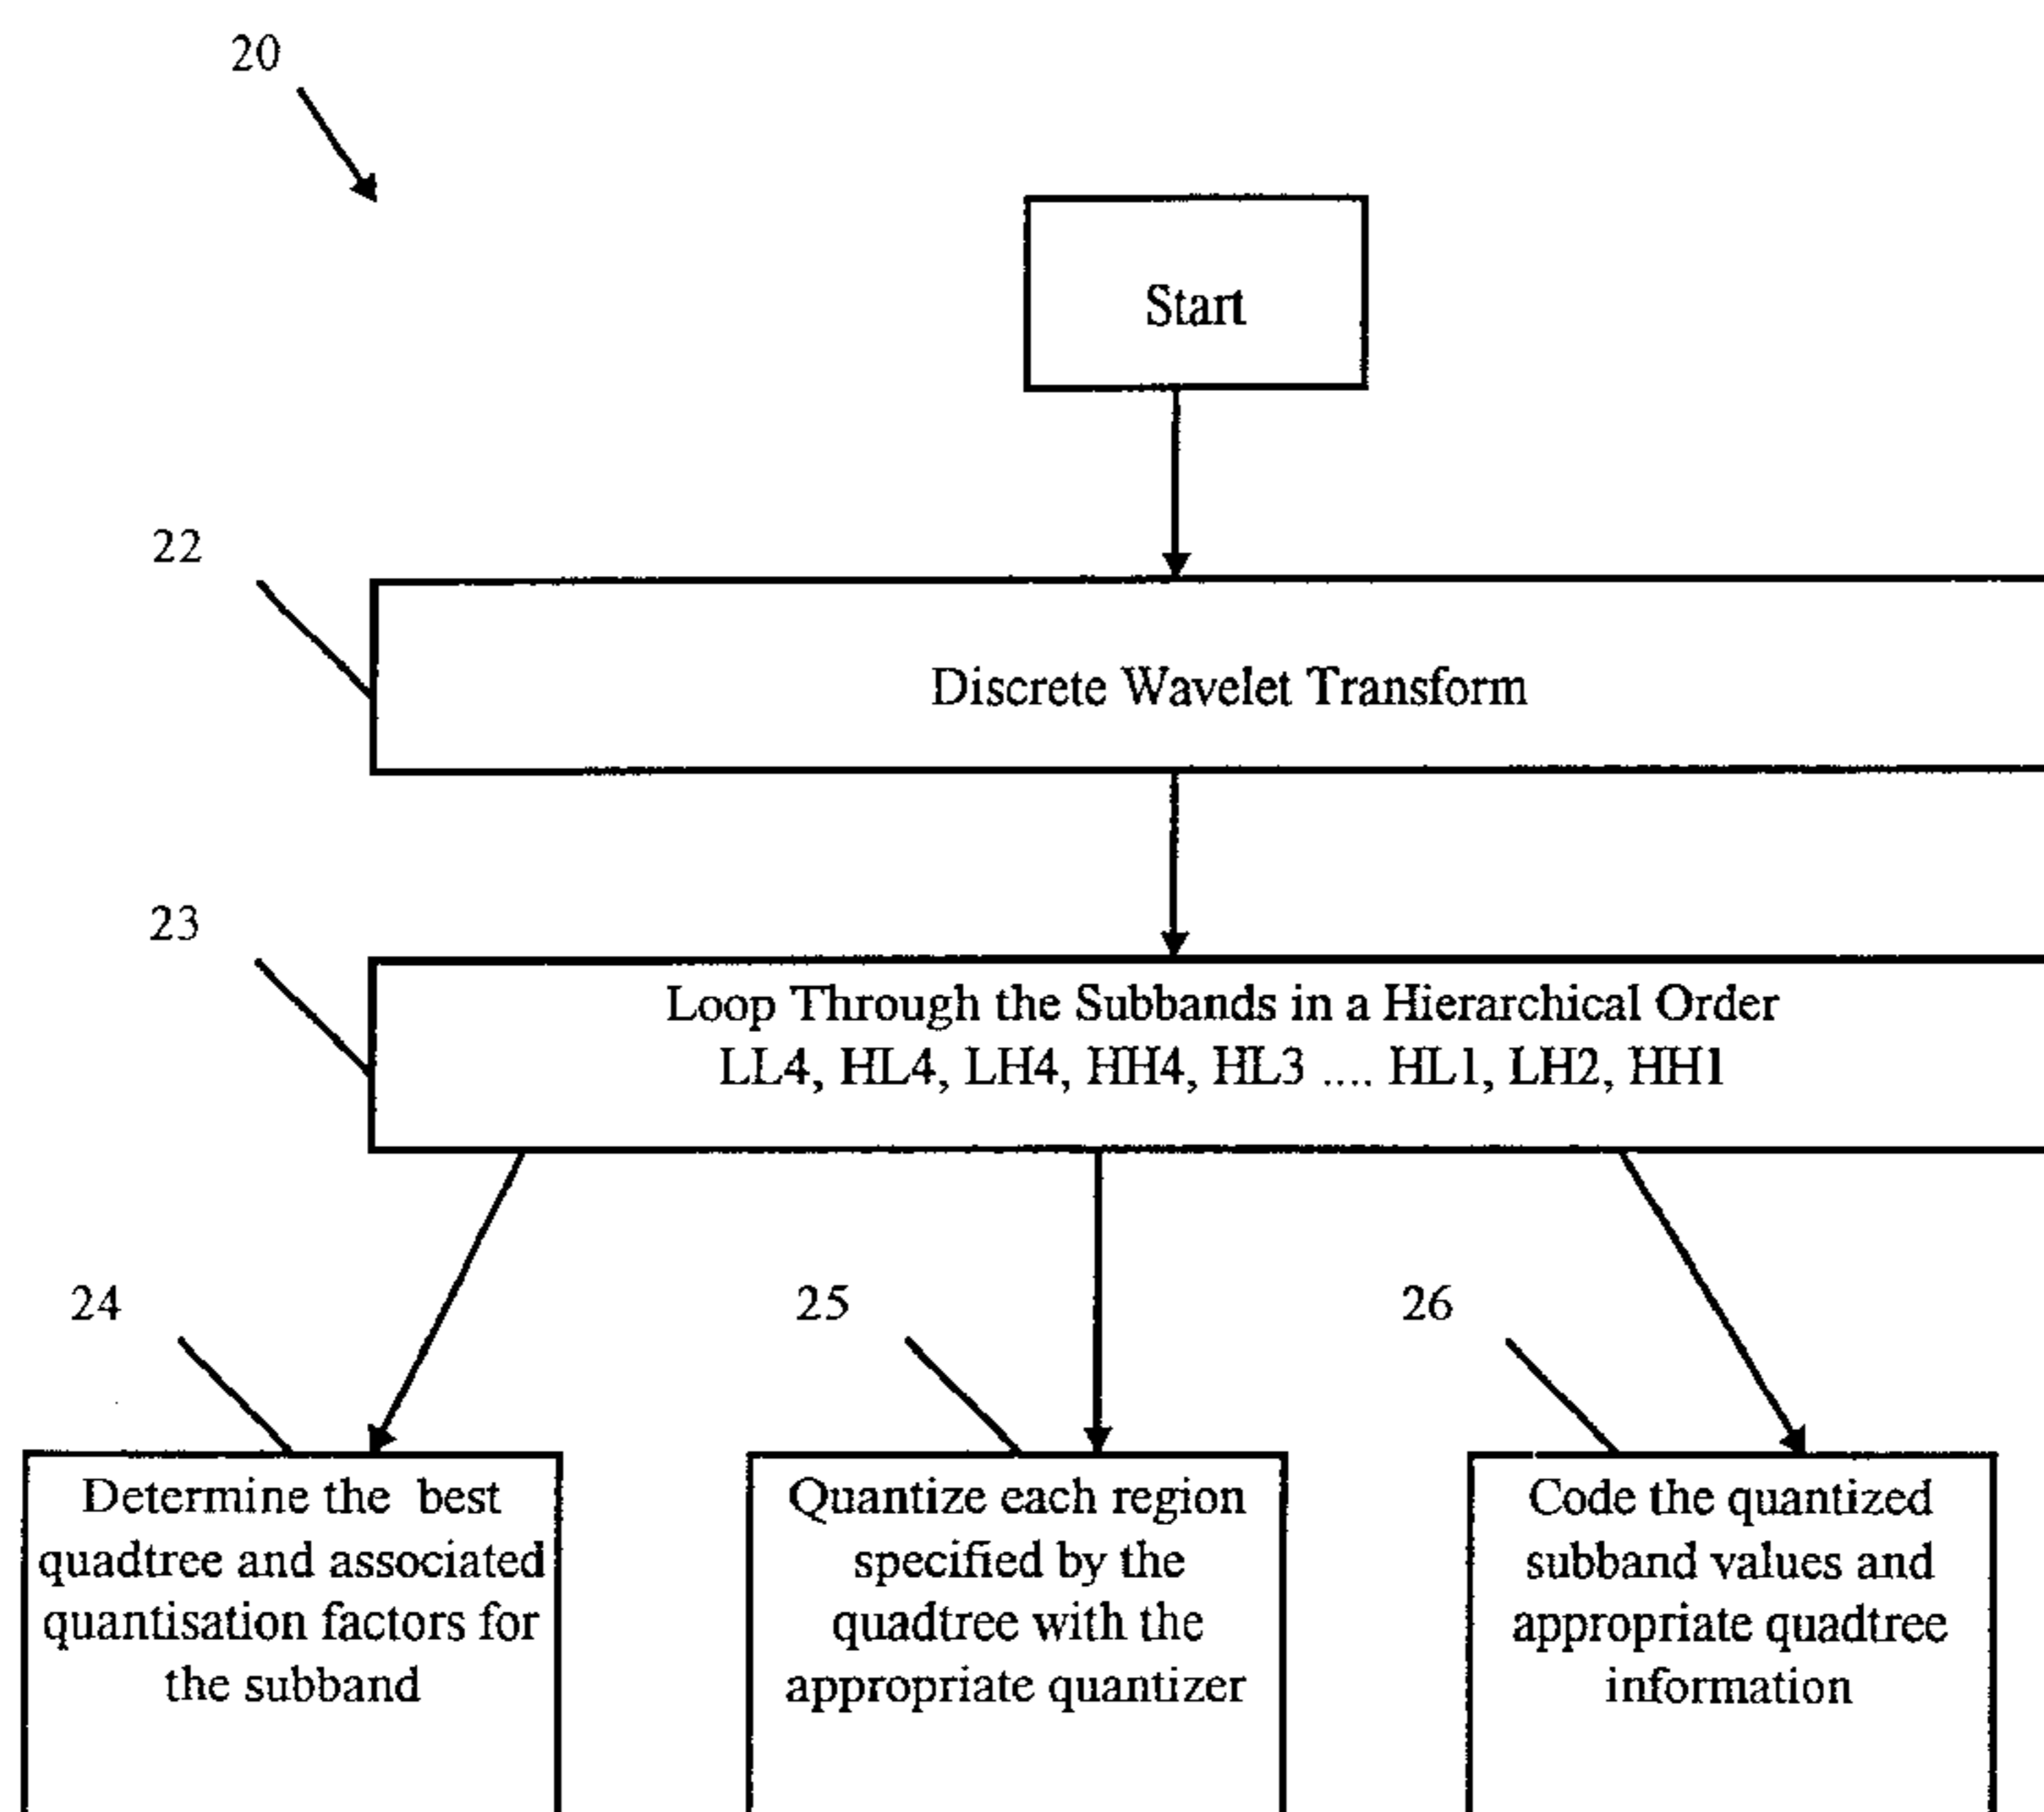 20
Start
22
Discrete Wavelet Transform
23
Loop Through the Subbands in a Hierarchical Order
LL4, HL4, LH4, HH4, HL3 .... HL1, LH2, HH1
24
Determine the best
quadtree and associated
quantisation factors for
the subband
25
Quantize each region
specified by the
quadtree with the
appropriate quantizer
26
Code the quantized
subband values and
appropriate quadtree
information